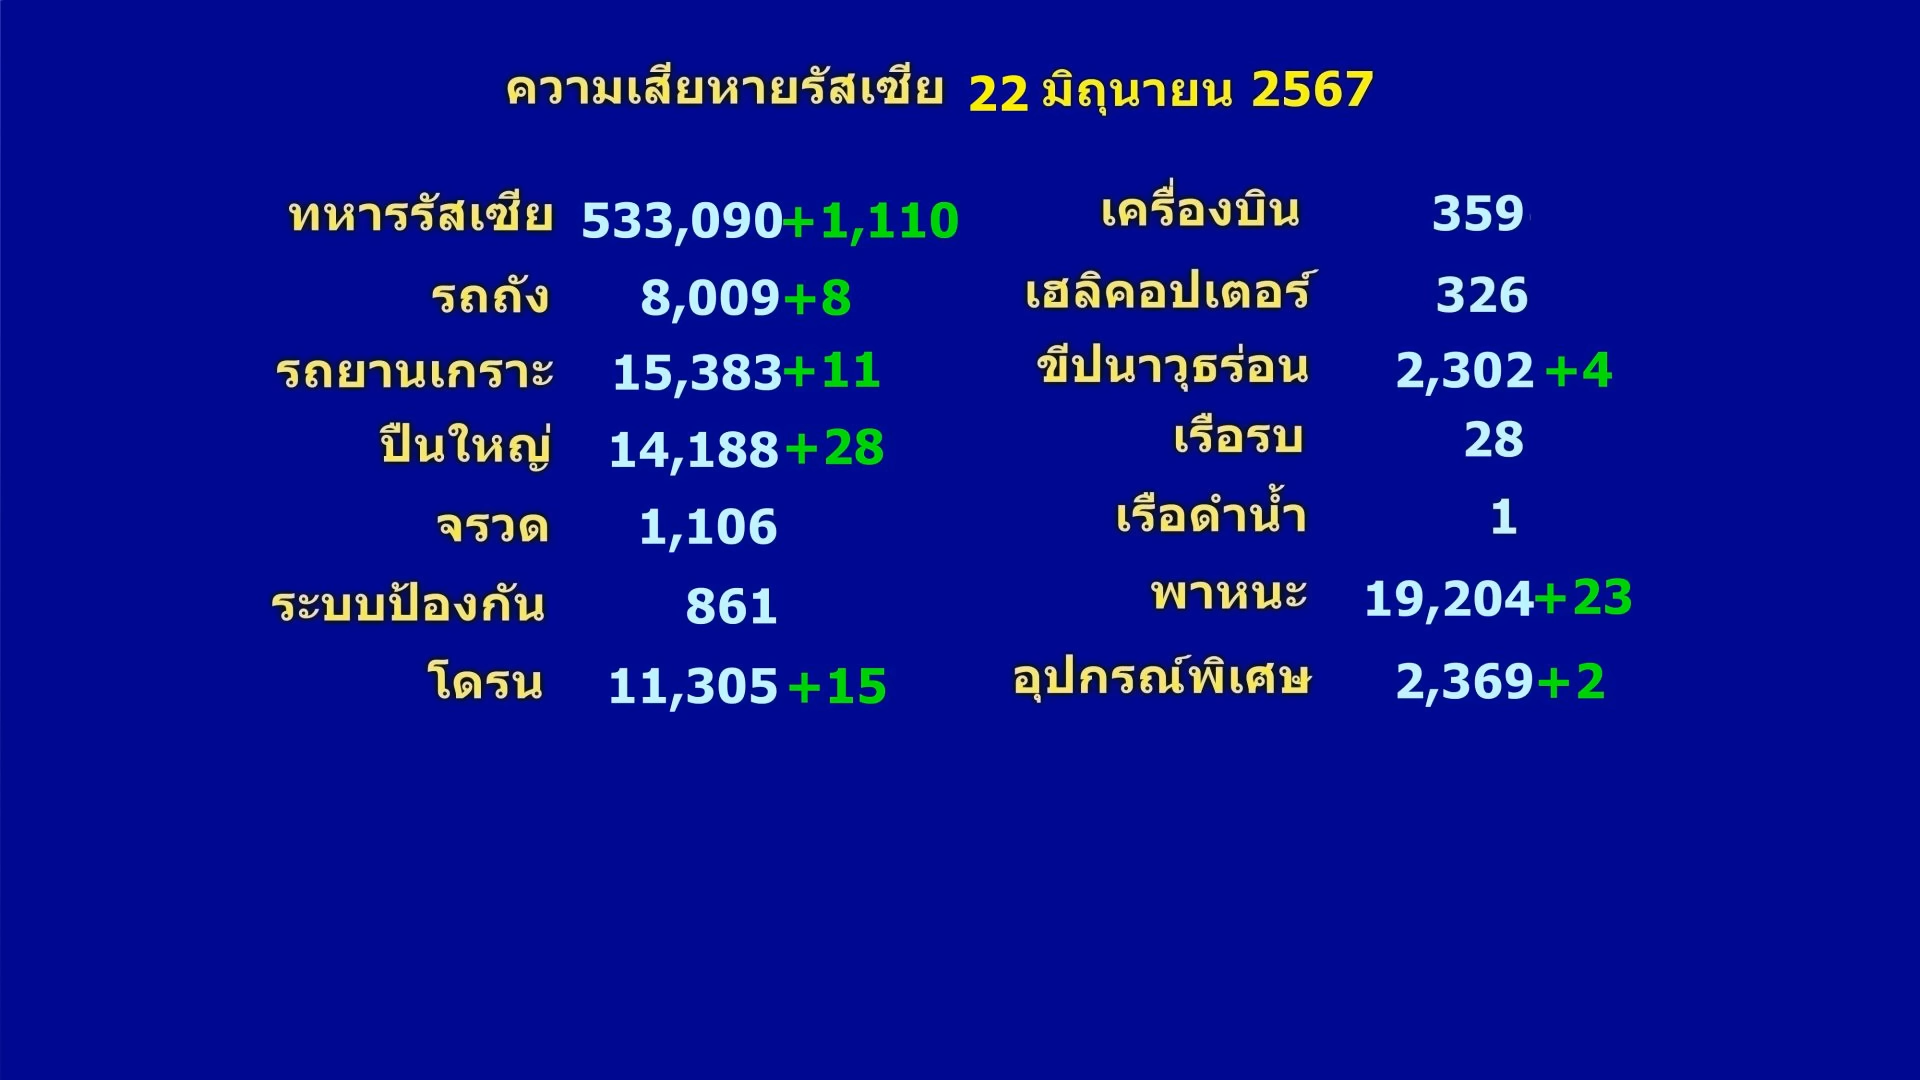 ความเสียหายรัสเซีย 22 มิถุนายน 2567
ทหารรัสเซีย 533,090+1,110
รถถัง 8,009+8
รถยานเกราะ 15,383+11
ปืนใหญ่ 14,188+28
จรวด 1,106
ระบบป้องกัน 861
โดรน 11,305+15
เครื่องบิน 359
เฮลิคอปเตอร์ 326
ขีปนาวุธร่อน 2,302+4
เรือรบ 28
เรือดำน้ำ 1
พาหนะ 19,204+23
อุปกรณ์พิเศษ 2,369+2